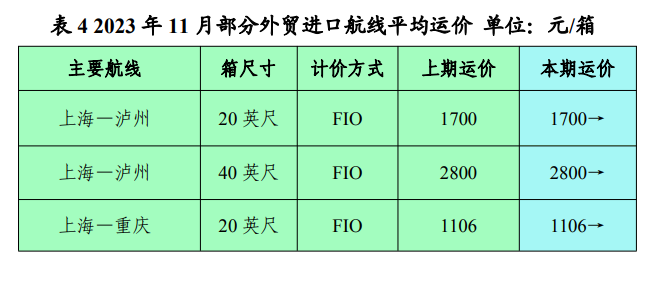 表 4 2023 年 11 月部分外贸进口航线平均运价 单位：元/箱
主要航线 箱尺寸 计价方式 上期运价 本期运价
上海—泸州 20 英尺 FIO 1700 1700→
上海—泸州 40 英尺 FIO 2800 2800→
上海—重庆 20 英尺 FIO 1106 1106→